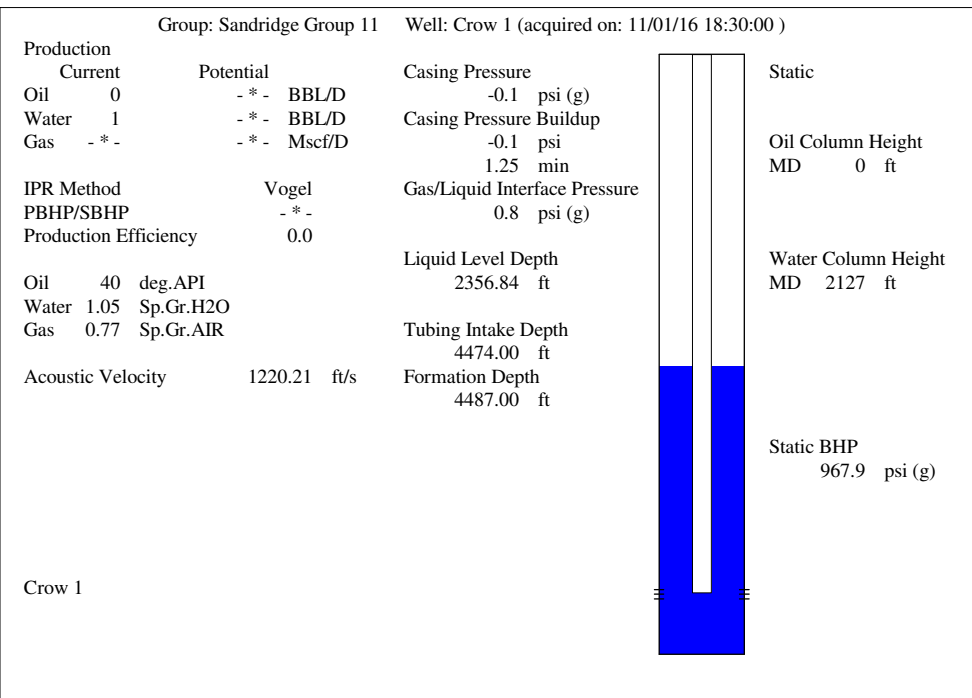 Group: Sandridge Group 11 Well: Crow 1 (acquired on: 11/01/16 18:30:00 )
Production
Current Potential
Oil 0 - * - BBL/D
Water 1 - * - BBL/D
Gas - * - - * - Mscf/D
IPR Method Vogel
PBHP/SBHP - * -
Production Efficiency 0.0
Oil 40 deg.API
Water 1.05 Sp.Gr.H2O
Gas 0.77 Sp.Gr.AIR
Acoustic Velocity 1220.21 ft/s
Casing Pressure
-0.1 psi (g)
Casing Pressure Buildup
-0.1 psi
1.25 min
Gas/Liquid Interface Pressure
0.8 psi (g)
Liquid Level Depth
2356.84 ft
Tubing Intake Depth
4474.00 ft
Formation Depth
4487.00 ft
Static
Oil Column Height
MD 0 ft
Water Column Height
MD 2127 ft
Static BHP
967.9 psi (g)
Crow 1